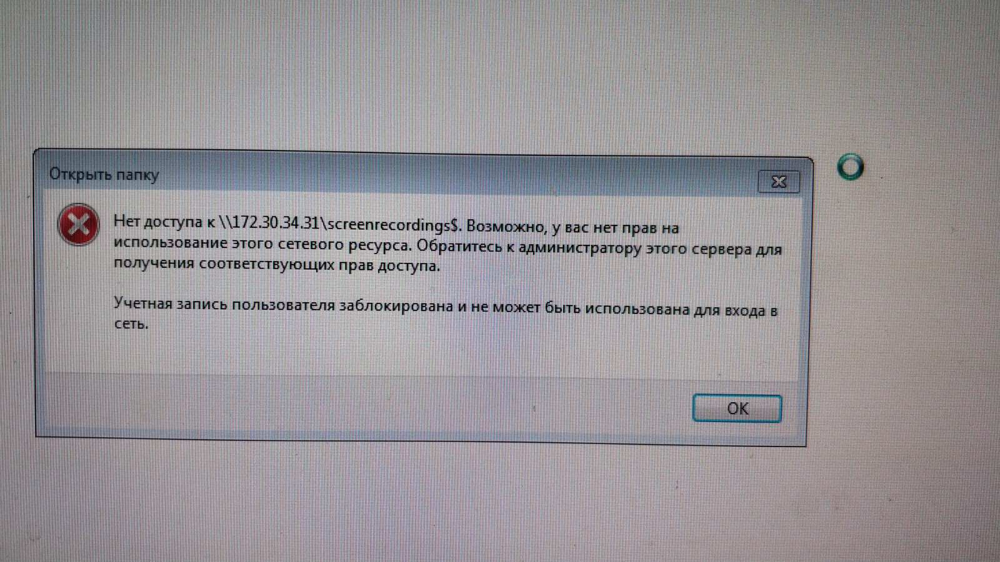 Открыть папку
Нет доступа к \\172.30.34.31\screenrecordings$. Возможно, у вас нет прав на
использование этого сетевого ресурса. Обратитесь к администратору этого сервера для
получения соответствующих прав доступа.
Учетная запись пользователя заблокирована и не может быть использована для входа в
сеть.
OK